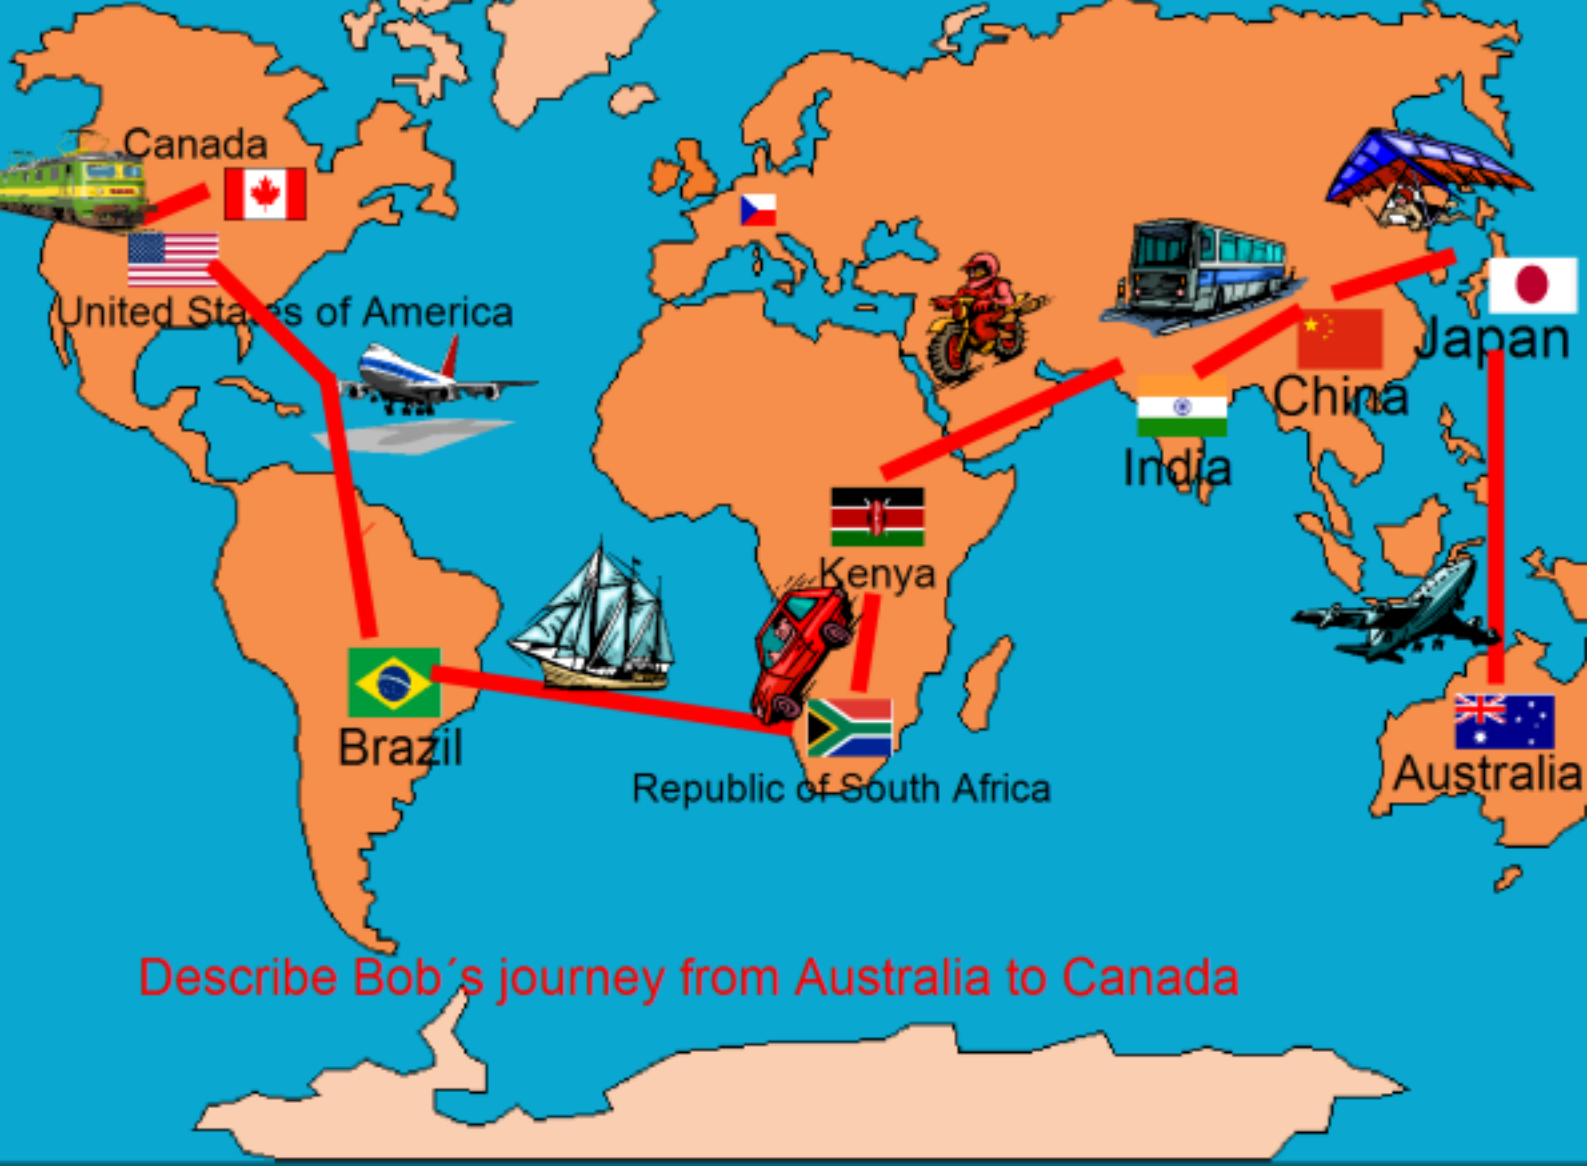 Canada
United States of America
Japan
China
India
Kenya
Brazil
Republic of South Africa
Australia
Describe Bob´s journey from Australia to Canada